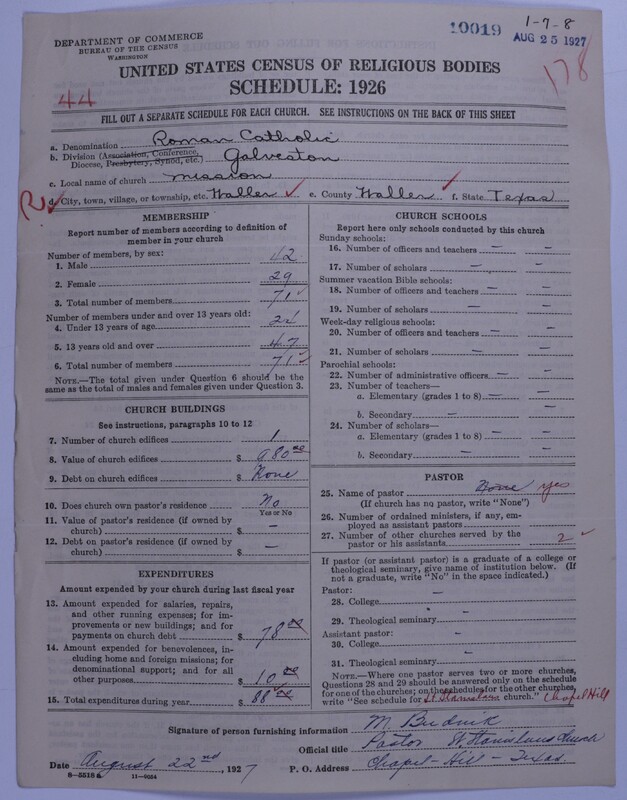 DEPARTMENT OF COMMERCE
BUREAU OF THE CENSUS
WASHINGTON
10019
1-7-8
AUG 25 1927
178
UNITED STATES CENSUS OF RELIGIOUS BODIES
SCHEDULE: 1926
44
FILL OUT A SEPARATE SCHEDULE FOR EACH CHURCH. SEE INSTRUCTIONS ON THE BACK OF THIS SHEET
a. Denomination Roman Catholic
b. Division (Association, Conference, Diocese, Presbytery, Synod, etc.) Galveston
c. Local name of church mission
R d. City, town, village, or township, etc. Waller e. County Waller f. State Texas
MEMBERSHIP
Report number of members according to definition of
member in your church
Number of members, by sex:
1. Male 42
2. Female 29
3. Total number of members 71
Number of members under and over 13 years old:
4. Under 13 years of age 24
5. 13 years old and over 47
6. Total number of members 71
NOTE.—The total given under Question 6 should be the
same as the total of males and females given under Question 3.
CHURCH BUILDINGS
See instructions, paragraphs 10 to 12
7. Number of church edifices 1
8. Value of church edifices $ 980 00
9. Debt on church edifices $ None
10. Does church own pastor's residence No
Yes or No
11. Value of pastor's residence (if owned by
church) $ —
12. Debt on pastor's residence (if owned by
church) $ —
EXPENDITURES
Amount expended by your church during last fiscal year
13. Amount expended for salaries, repairs,
and other running expenses; for im-
provements or new buildings; and for
payments on church debt $ 78 00
14. Amount expended for benevolences, in-
cluding home and foreign missions; for
denominational support; and for all
other purposes $ 10 00
15. Total expenditures during year $ 88 00
CHURCH SCHOOLS
Report here only schools conducted by this church
Sunday schools:
16. Number of officers and teachers — —
17. Number of scholars — —
Summer vacation Bible schools:
18. Number of officers and teachers — —
19. Number of scholars — —
Week-day religious schools:
20. Number of officers and teachers — —
21. Number of scholars — —
Parochial schools:
22. Number of administrative officers — —
23. Number of teachers—
a. Elementary (grades 1 to 8) — —
b. Secondary — —
24. Number of scholars—
a. Elementary (grades 1 to 8) — —
b. Secondary — —
PASTOR
25. Name of pastor None yes
(If church has no pastor, write "None")
26. Number of ordained ministers, if any, em-
ployed as assistant pastors —
27. Number of other churches served by the
pastor or his assistants 2
If pastor (or assistant pastor) is a graduate of a college or
theological seminary, give name of institution below. (If
not a graduate, write "No" in the space indicated.)
Pastor:
28. College —
29. Theological seminary —
Assistant pastor:
30. College —
31. Theological seminary —
NOTE.—Where one pastor serves two or more churches,
Questions 28 and 29 should be answered only on the schedule
for one of the churches; on the schedules for the other churches,
write "See schedule for St Stanislaus church." Chapel Hill
Signature of person furnishing information M. Budnik
Official title Pastor St Stanislaus church
Date August 22nd, 1927 P. O. Address Chapel-Hill-Texas.
8—5518 a 11—9034